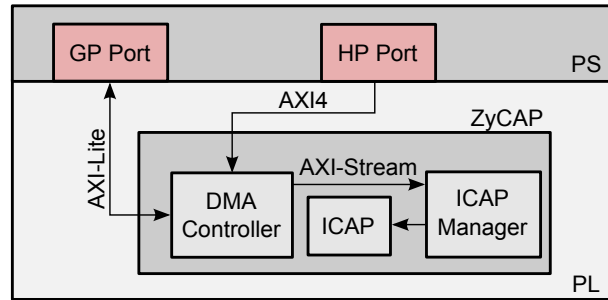 GP Port
HP Port
PS
AXI4
ZyCAP
AXI-Lite
AXI-Stream
DMA
Controller
ICAP
ICAP
Manager
PL